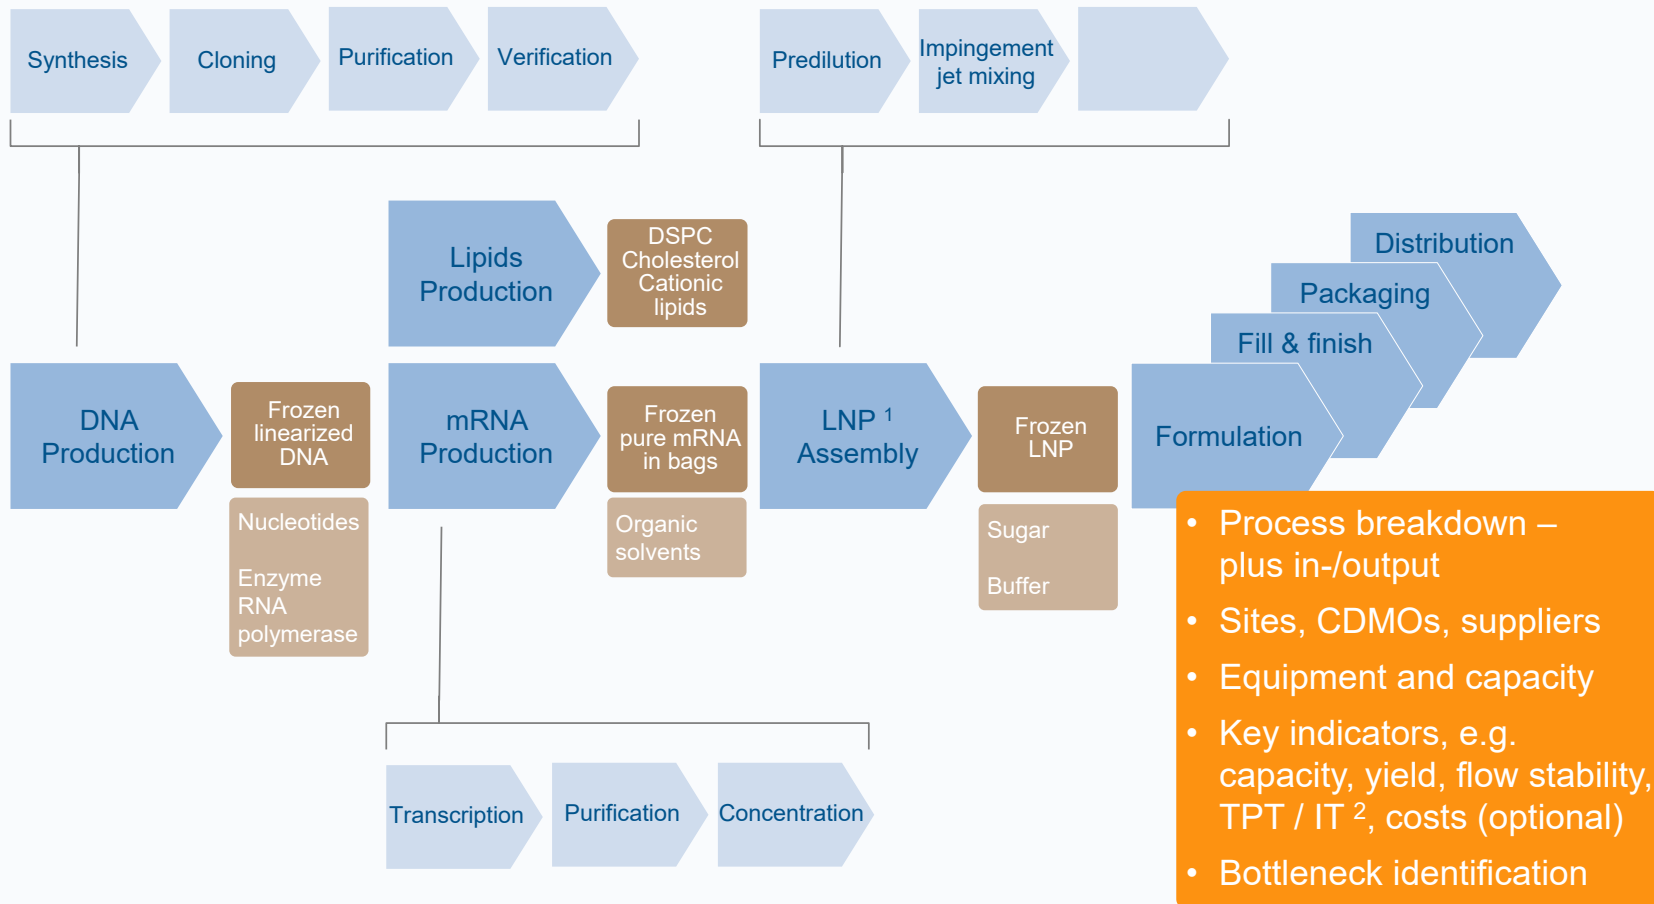 Synthesis
Cloning
Purification
Verification
Predilution
Impingement
jet mixing
Lipids
Production
DSPC
Cholesterol
Cationic
lipids
Distribution
Packaging
Fill & finish
Formulation
DNA
Production
Frozen
linearized
DNA
Nucleotides
Enzyme
RNA
polymerase
mRNA
Production
Frozen
pure mRNA
in bags
Organic
solvents
LNP 1
Assembly
Frozen
LNP
Sugar
Buffer
Transcription
Purification
Concentration
• Process breakdown –
plus in-/output
• Sites, CDMOs, suppliers
• Equipment and capacity
• Key indicators, e.g.
capacity, yield, flow stability,
TPT / IT 2, costs (optional)
• Bottleneck identification